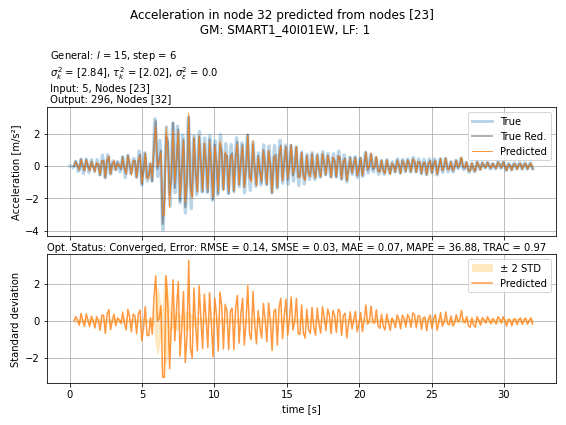 Acceleration in node 32 predicted from nodes [23]
GM: SMART1_40I01EW, LF: 1
General: l = 15, step = 6
σ²ₖ = [2.84], τ²ₖ = [2.02], σ²ε = 0.0
Input: 5, Nodes [23]
Output: 296, Nodes [32]
Acceleration [m/s²]
2
0
−2
−4
True
True Red.
Predicted
Opt. Status: Converged, Error: RMSE = 0.14, SMSE = 0.03, MAE = 0.07, MAPE = 36.88, TRAC = 0.97
Standard deviation
2
0
−2
± 2 STD
Predicted
0 5 10 15 20 25 30
time [s]